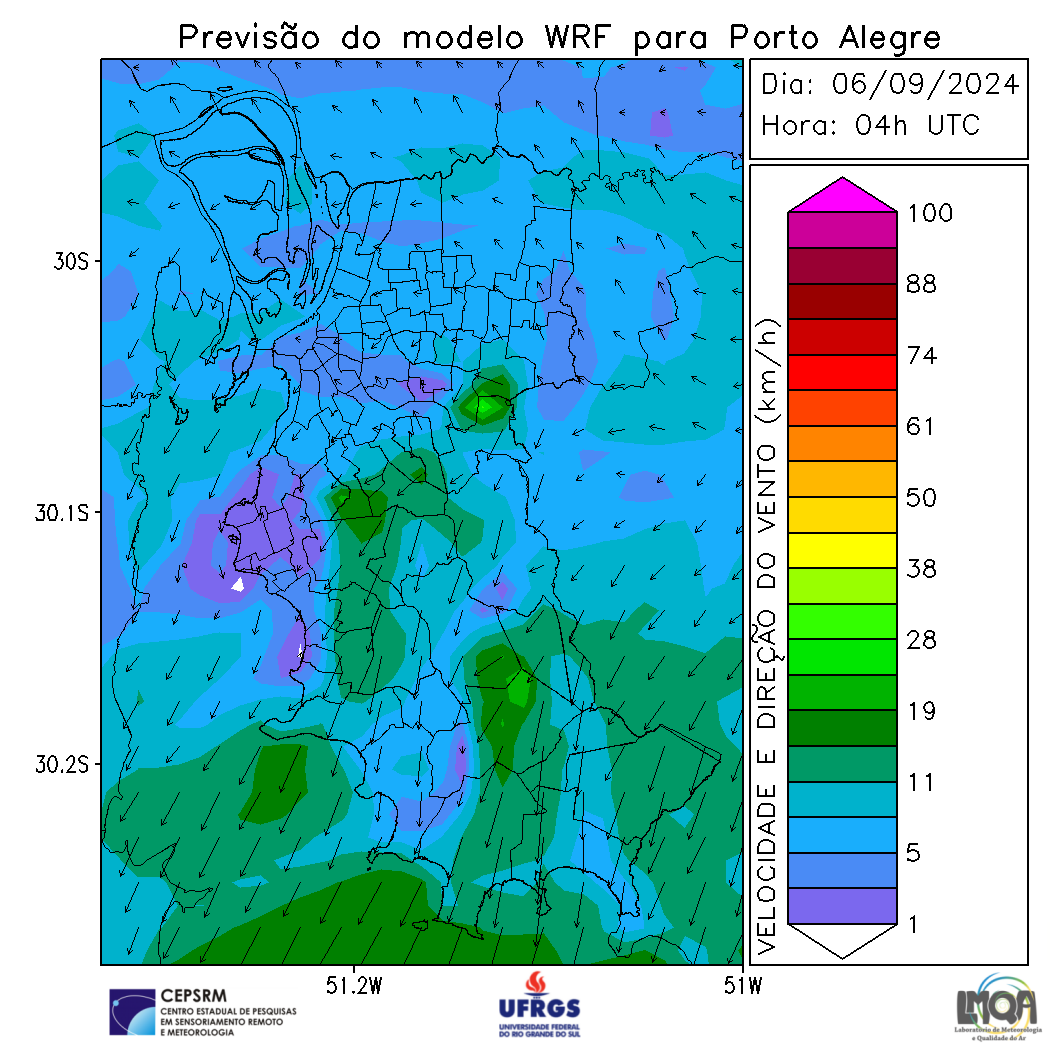 Previsão do modelo WRF para Porto Alegre
Dia: 06/09/2024
Hora: 04h UTC
30S
30.1S
30.2S
51.2W
51W
VELOCIDADE E DIREÇÃO DO VENTO (km/h)
100
88
74
61
50
38
28
19
11
5
1
CEPSRM
CENTRO ESTADUAL DE PESQUISAS
EM SENSORIAMENTO REMOTO
E METEOROLOGIA
UFRGS
UNIVERSIDADE FEDERAL
DO RIO GRANDE DO SUL
LMQA
Laboratório de Meteorologia
e Qualidade do Ar